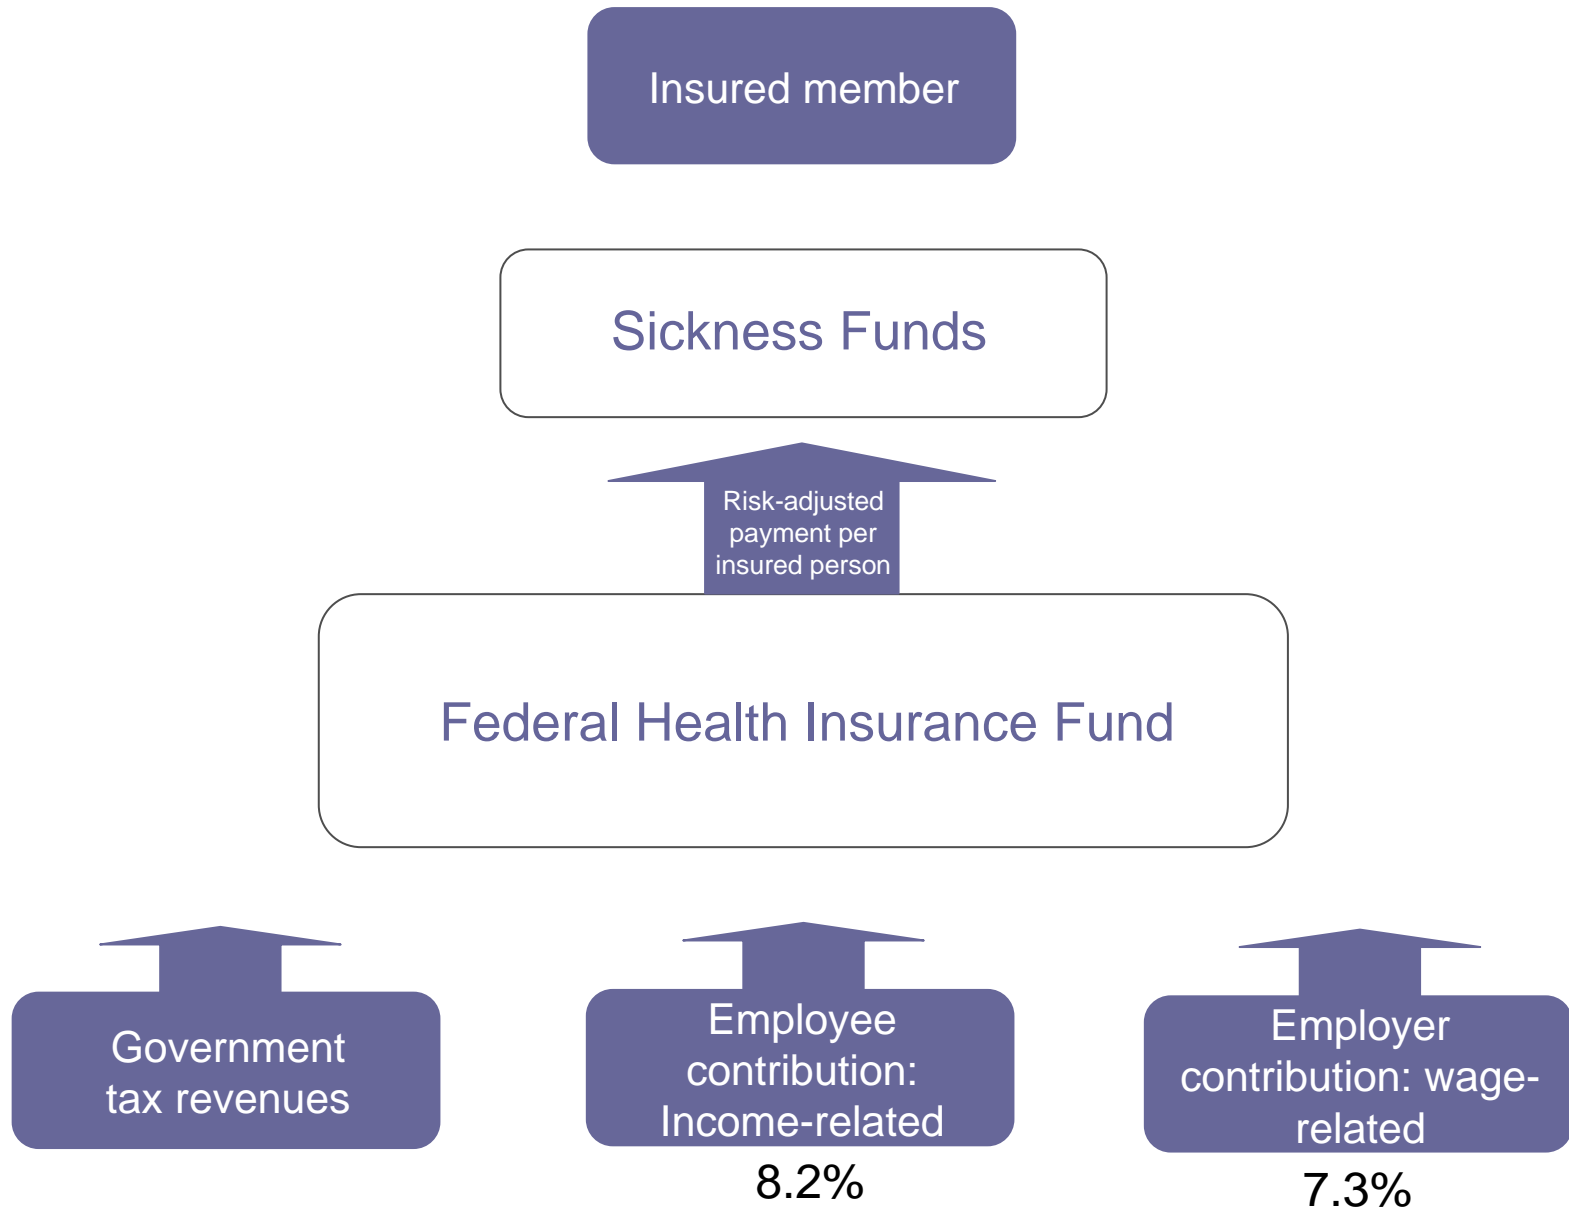 Insured member
Sickness Funds
Risk-adjusted
payment per
insured person
Federal Health Insurance Fund
Government
tax revenues
Employee
contribution:
Income-related
8.2%
Employer
contribution: wage-
related
7.3%